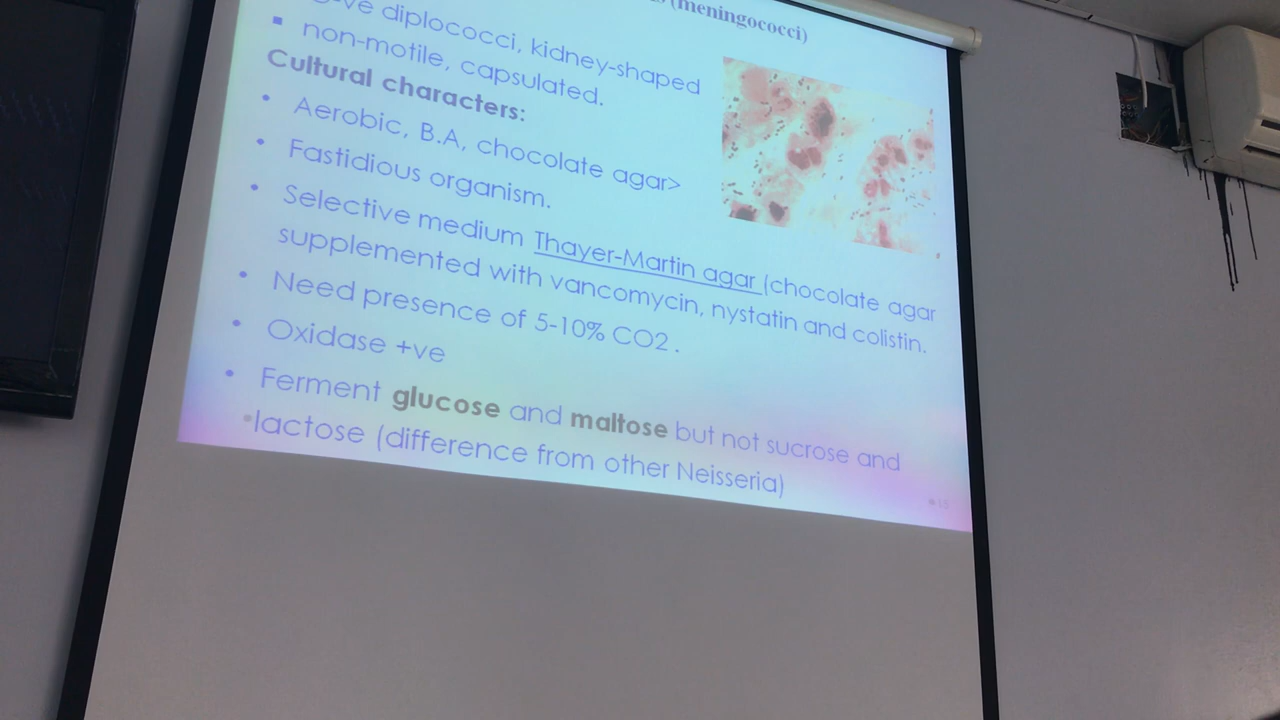 (meningococci)
-ve diplococci, kidney-shaped
▪ non-motile, capsulated.
Cultural characters:
• Aerobic, B.A, chocolate agar>
• Fastidious organism.
• Selective medium Thayer-Martin agar (chocolate agar
supplemented with vancomycin, nystatin and colistin.
• Need presence of 5-10% CO2 .
• Oxidase +ve
• Ferment glucose and maltose but not sucrose and
•lactose (difference from other Neisseria)
•15